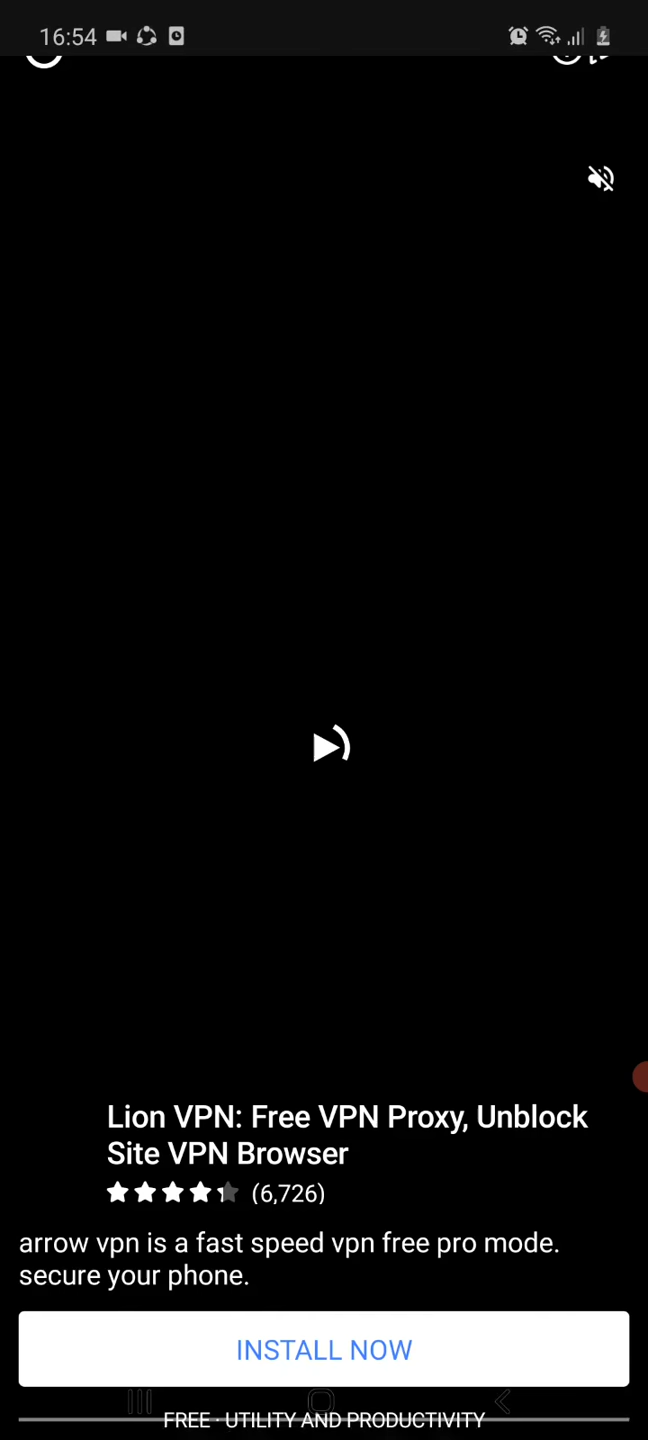 16:54
Lion VPN: Free VPN Proxy, Unblock
Site VPN Browser
(6,726)
arrow vpn is a fast speed vpn free pro mode.
secure your phone.
INSTALL NOW
FREE · UTILITY AND PRODUCTIVITY